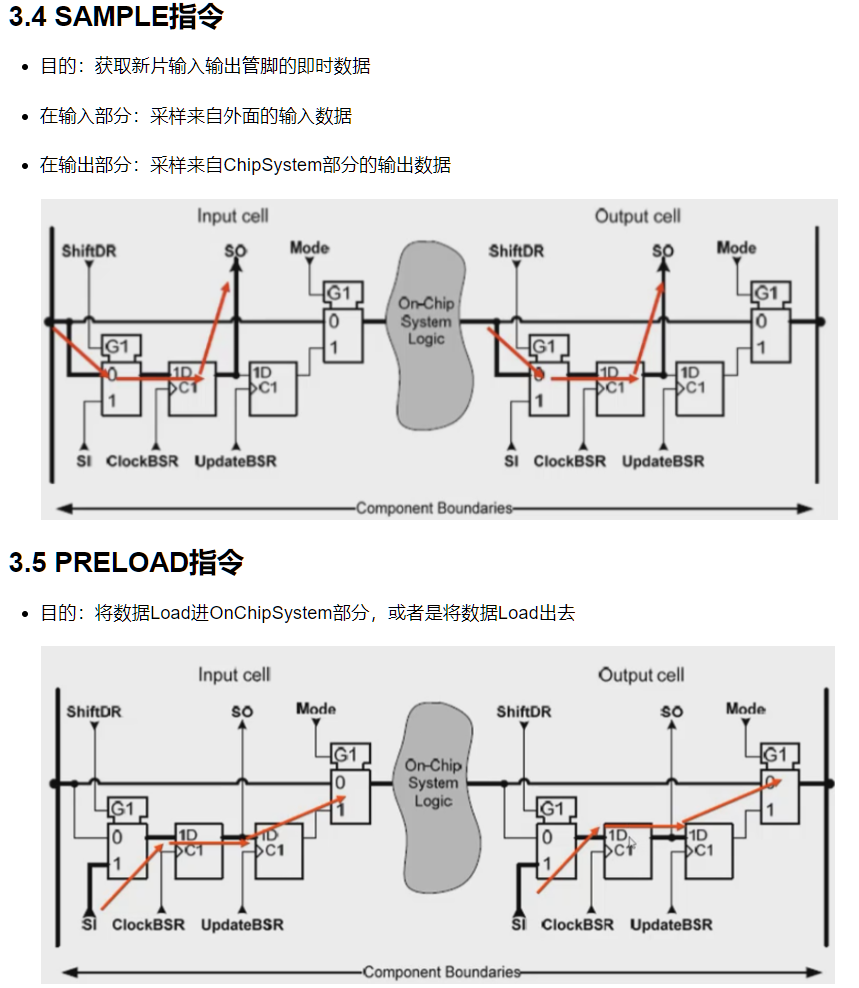 3.4 SAMPLE指令
目的：获取新片输入输出管脚的即时数据
在输入部分：采样来自外面的输入数据
在输出部分：采样来自ChipSystem部分的输出数据
Input cell Output cell
ShiftDR SO Mode ShiftDR SO Mode
G1 G1
On-Chip
0 System 0
Logic
1 1
G1 G1
0 1D 1D 0 1D 1D
C1 C1 C1 C1
1 1
SI ClockBSR UpdateBSR SI ClockBSR UpdateBSR
Component Boundaries
3.5 PRELOAD指令
目的：将数据Load进OnChipSystem部分，或者是将数据Load出去
Input cell Output cell
ShiftDR SO Mode ShiftDR SO Mode
G1 G1
On-Chip
0 System 0
Logic
1 1
G1 G1
0 1D 1D 0 1D 1D
C1 C1 C1 C1
1 1
SI ClockBSR UpdateBSR SI ClockBSR UpdateBSR
Component Boundaries